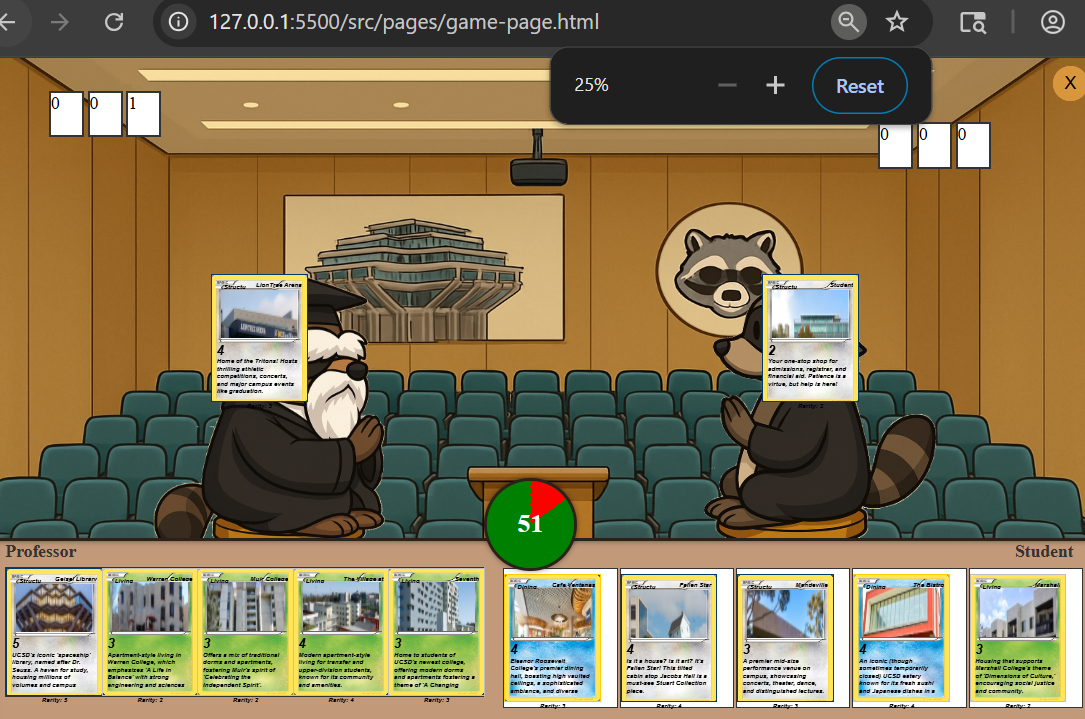 127.0.0.1:5500/src/pages/game-page.html
25%
Reset
X
0 0 1
0 0 0
Structu LionTree Arena
4
Home of the Tritons! Hosts
thrilling athletic
competitions, concerts,
and major campus events
like graduation.
Structu Student
2
Your one-stop shop for
admissions, registrar, and
financial aid. Patience is a
virtue, but help is here!
51
Professor
Student
Structu Geisel Library
5
UCSD's iconic 'spaceship'
library, named after Dr.
Seuss. A haven for study,
housing millions of
volumes and campus
Rarity: 5
Living Warren College
3
Apartment-style living in
Warren College, which
emphasizes 'A Life in
Balance' with strong
engineering and sciences
Rarity: 2
Living Muir College
3
Offers a mix of traditional
dorms and apartments,
fostering Muir's spirit of
'Celebrating the
Independent Spirit'.
Rarity: 2
Living The Village at
4
Modern apartment-style
living for transfer and
upper-division students,
known for its community
and amenities.
Rarity: 4
Living Seventh
3
Home to students of
UCSD's newest college,
offering modern dorms
and apartments fostering a
theme of 'A Changing
Rarity: 3
Dining Cafe Ventanas
4
Eleanor Roosevelt
College's premier dining
hall, boasting high vaulted
ceilings, a sophisticated
ambiance, and diverse
Rarity: 3
Structu Fallen Star
4
Is it a house? Is it art? It's
Fallen Star! This tilted
cabin atop Jacobs Hall is a
must-see Stuart Collection
piece.
Rarity: 4
Structu Mandeville
3
A premier mid-size
performance venue on
campus, showcasing
concerts, theater, dance,
and distinguished lectures.
Rarity: 3
Dining The Bistro
4
An iconic (though
sometimes temporarily
closed) UCSD eatery
known for its fresh sushi
and Japanese dishes in a
Rarity: 4
Living Marshall
3
Housing that supports
Marshall College's theme
of 'Dimensions of Culture,'
encouraging social justice
and community.
Rarity: 2